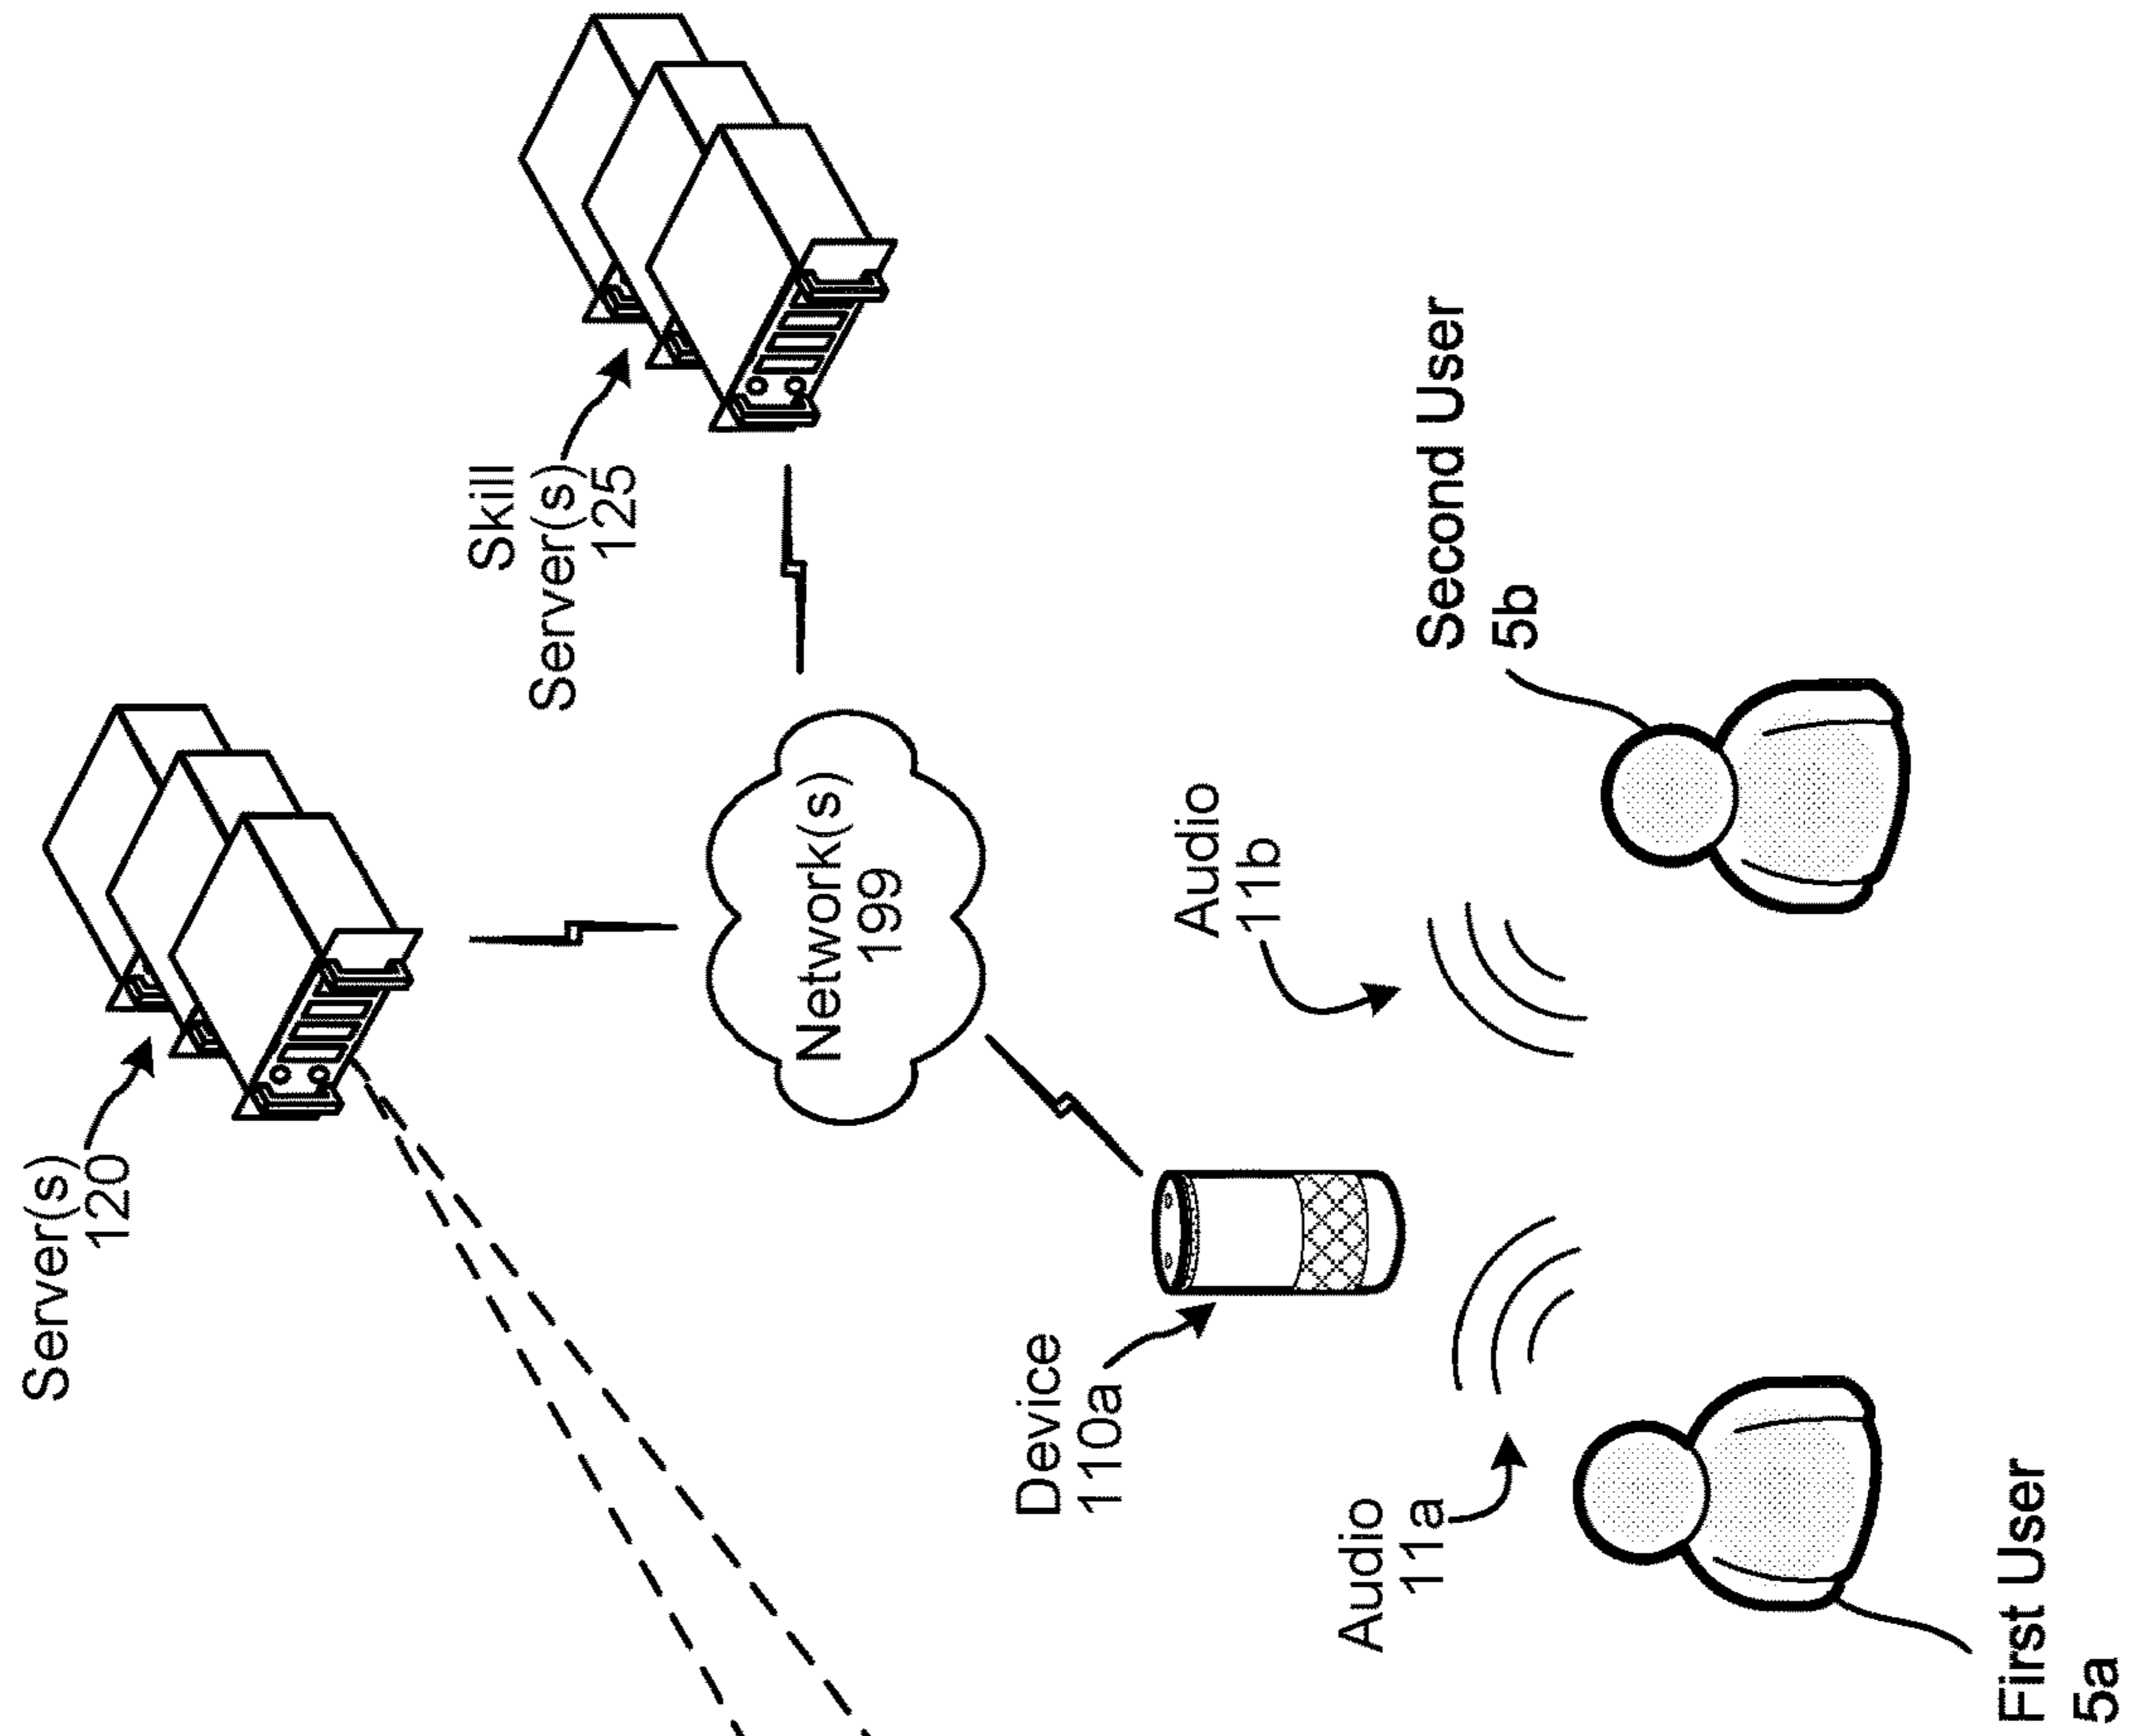 Server(s)
120
Skill
Server(s)
125
Network(s)
199
Device
110a
Audio
11b
Audio
11a
Second User
5b
First User
5a